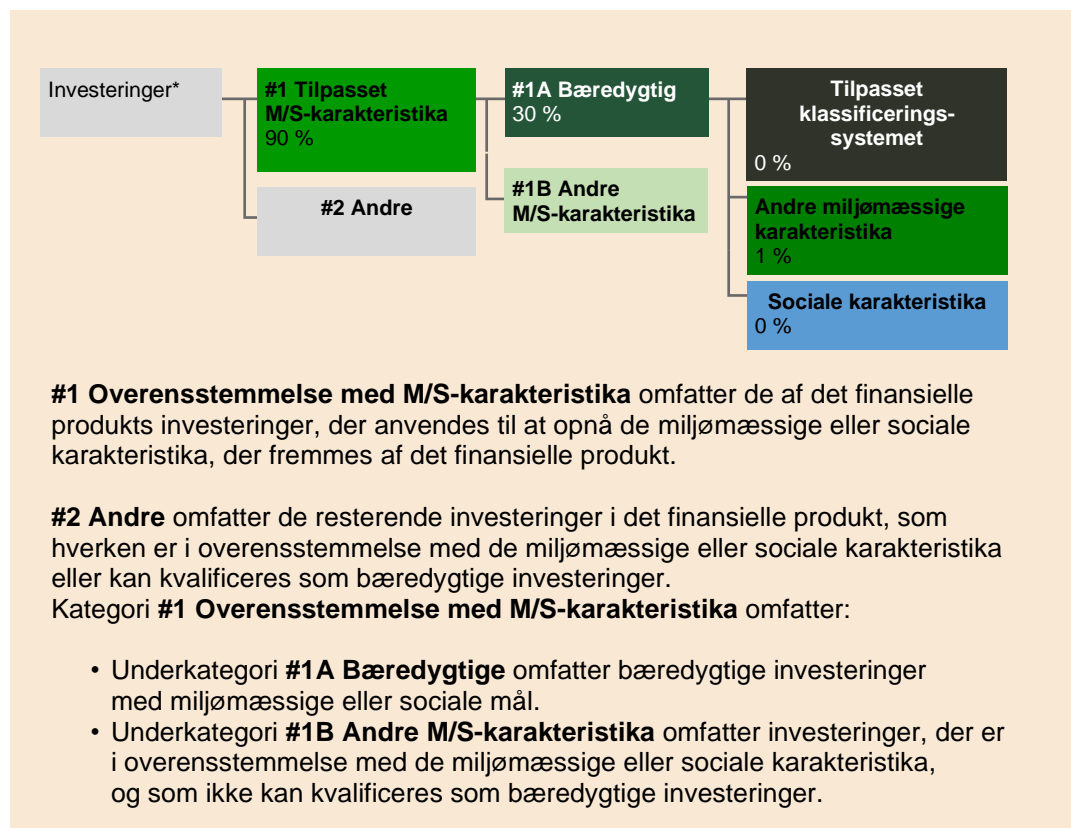 Investeringer*
#1 Tilpasset
M/S-karakteristika
90 %
#2 Andre
#1A Bæredygtig
30 %
#1B Andre
M/S-karakteristika
Tilpasset
klassificerings-
systemet
0 %
Andre miljømæssige
karakteristika
1 %
Sociale karakteristika
0 %
#1 Overensstemmelse med M/S-karakteristika omfatter de af det finansielle
produkts investeringer, der anvendes til at opnå de miljømæssige eller sociale
karakteristika, der fremmes af det finansielle produkt.
#2 Andre omfatter de resterende investeringer i det finansielle produkt, som
hverken er i overensstemmelse med de miljømæssige eller sociale karakteristika
eller kan kvalificeres som bæredygtige investeringer.
Kategori #1 Overensstemmelse med M/S-karakteristika omfatter:
• Underkategori #1A Bæredygtige omfatter bæredygtige investeringer
med miljømæssige eller sociale mål.
• Underkategori #1B Andre M/S-karakteristika omfatter investeringer, der er
i overensstemmelse med de miljømæssige eller sociale karakteristika,
og som ikke kan kvalificeres som bæredygtige investeringer.